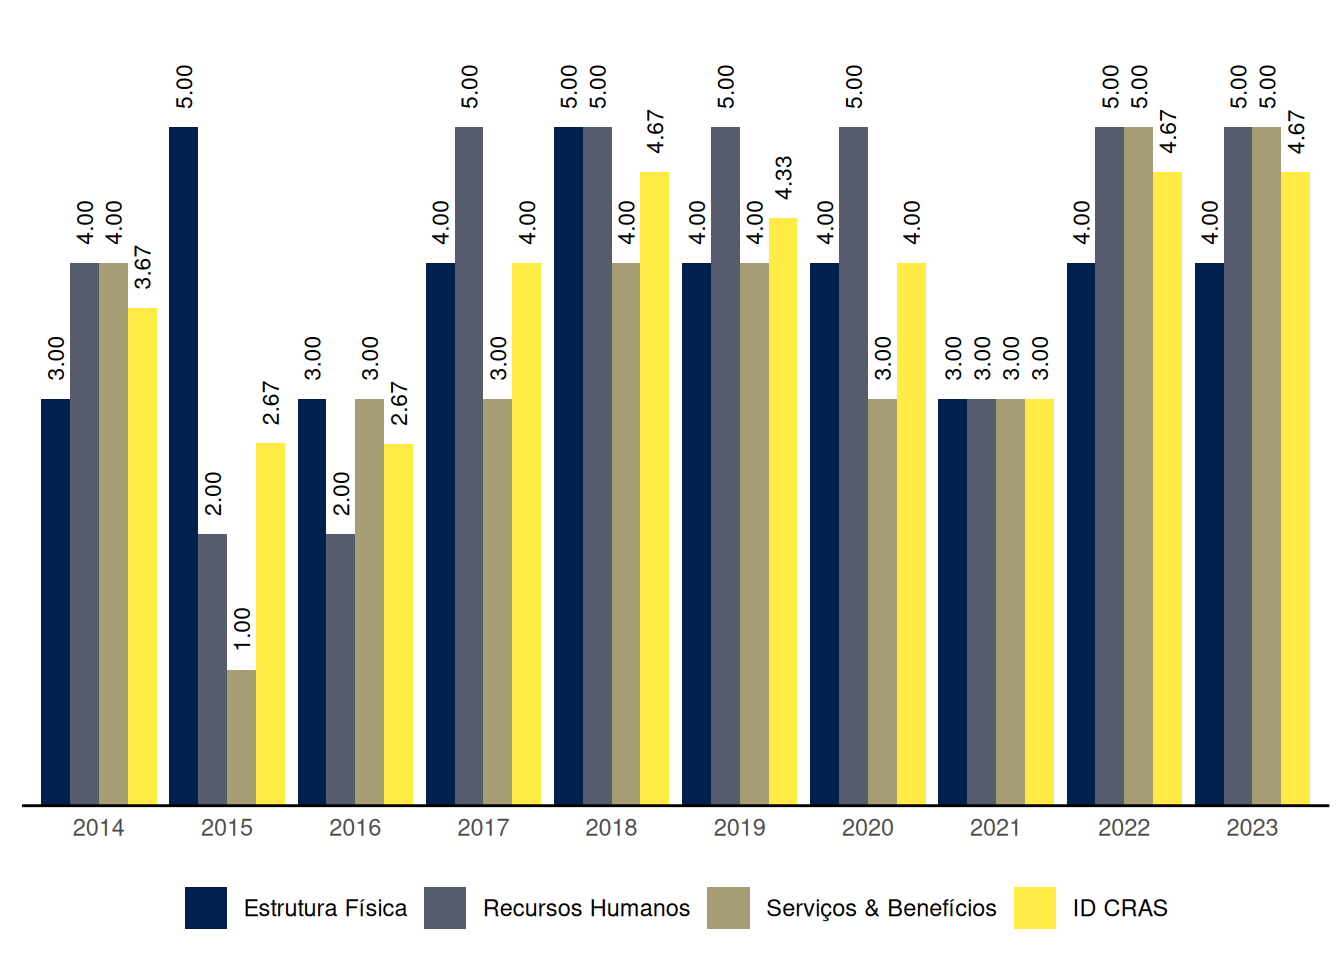 3.00 4.00 4.00 3.67 5.00 2.00 1.00 2.67 3.00 2.00 3.00 2.67 4.00 5.00 3.00 4.00 5.00 5.00 4.00 4.67 4.00 5.00 4.00 4.33 4.00 5.00 3.00 4.00 3.00 3.00 3.00 3.00 4.00 5.00 5.00 4.67 4.00 5.00 5.00 4.67
2014 2015 2016 2017 2018 2019 2020 2021 2022 2023
Estrutura Física Recursos Humanos Serviços & Benefícios ID CRAS